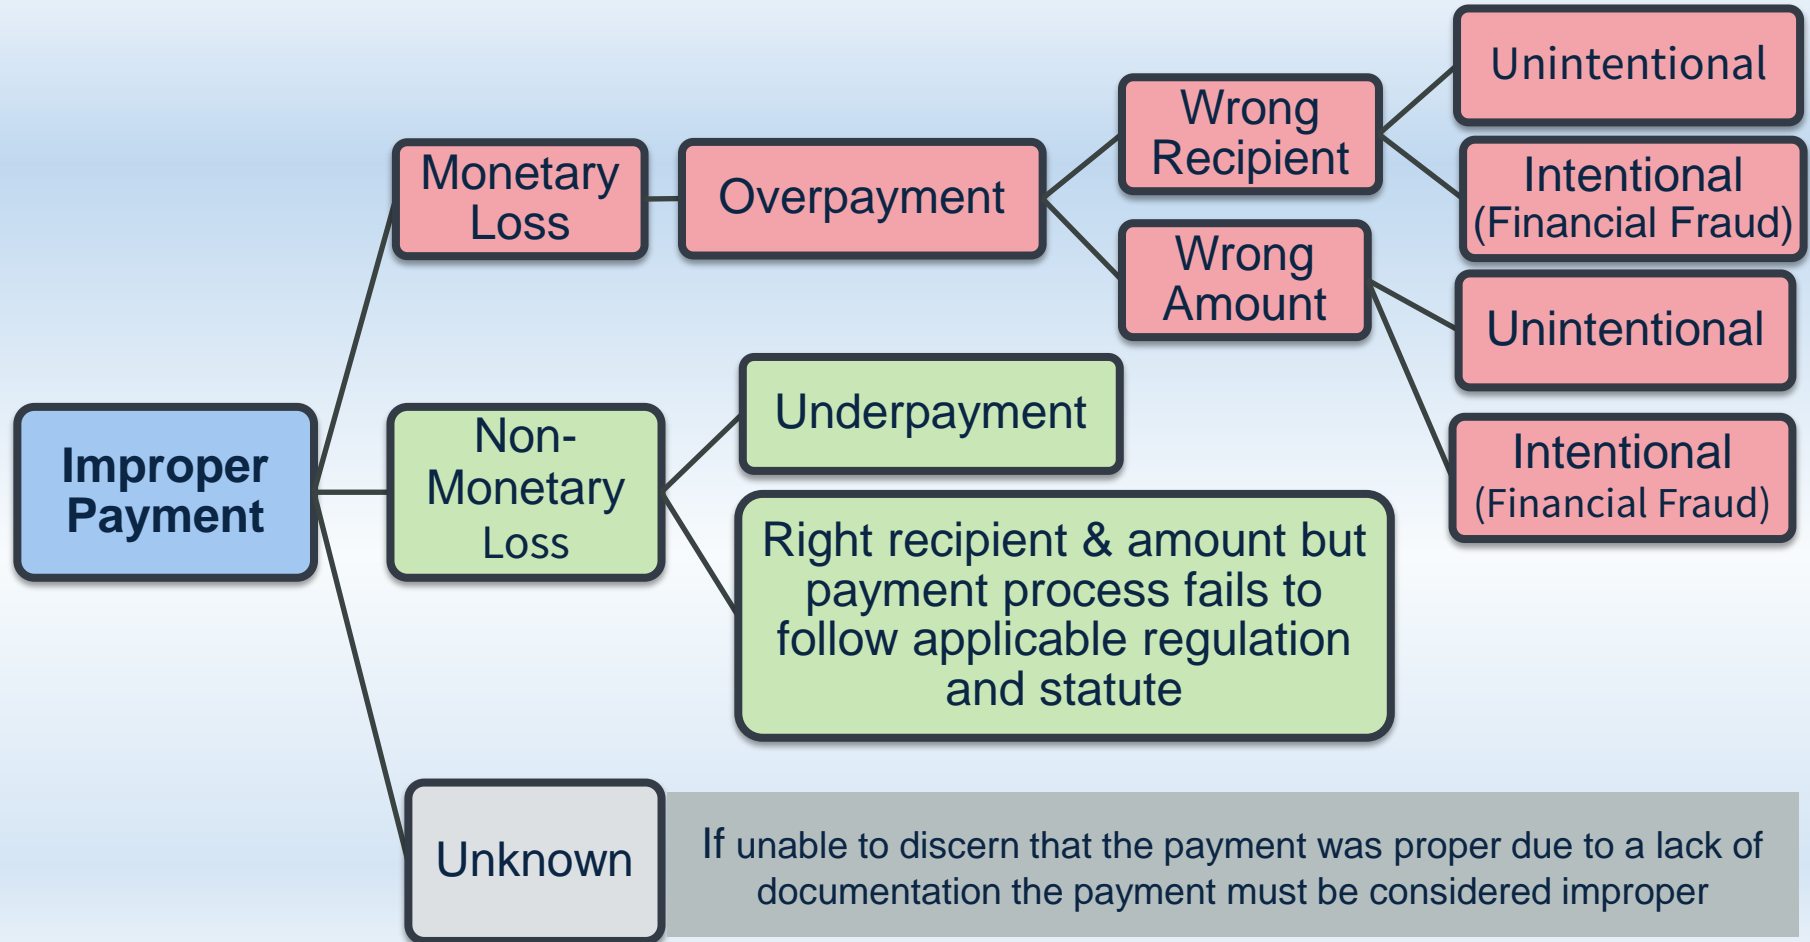 Improper
Payment
Monetary
Loss
Overpayment
Wrong
Recipient
Unintentional
Intentional
(Financial Fraud)
Wrong
Amount
Unintentional
Intentional
(Financial Fraud)
Non-
Monetary
Loss
Underpayment
Right recipient & amount but
payment process fails to
follow applicable regulation
and statute
Unknown
If unable to discern that the payment was proper due to a lack of
documentation the payment must be considered improper